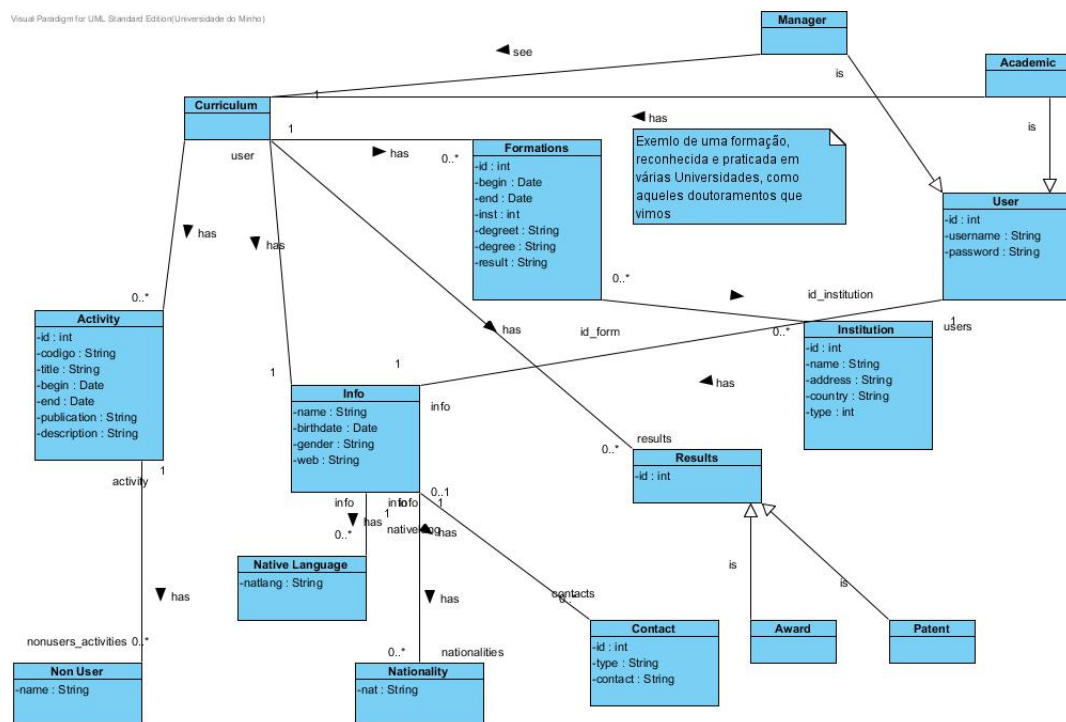 Visual Paradigm for UML Standard Edition(Universidade do Minho)
Manager
see
is
Academic
Curriculum
1
has
is
1
user
has
0..*
Formations
-id : int
-begin : Date
-end : Date
-inst : int
-degreet : String
-degree : String
-result : String
Exemplo de uma formação,
reconhecida e praticada em
várias Universidades, como
aqueles doutoramentos que
vimos
User
-id : int
-username : String
-password : String
has
has
0..*
0..*
id_institution
has
id_form
0..*
1
users
Activity
-id : int
-codigo : String
-title : String
-begin : Date
-end : Date
-publication : String
-description : String
Institution
-id : int
-name : String
-address : String
-country : String
-type : int
1
1
has
Info
-name : String
-birthdate : Date
-gender : String
-web : String
info
results
0..*
Results
-id : int
1
activity
info
info
0..1
1
1
has
0..*
has
Native Language
-natlang : String
is
is
has
has
contacts
0..*
nonusers_activities
0..*
0..*
nationalities
Non User
-name : String
Nationality
-nat : String
Contact
-id : int
-type : String
-contact : String
Award
Patent